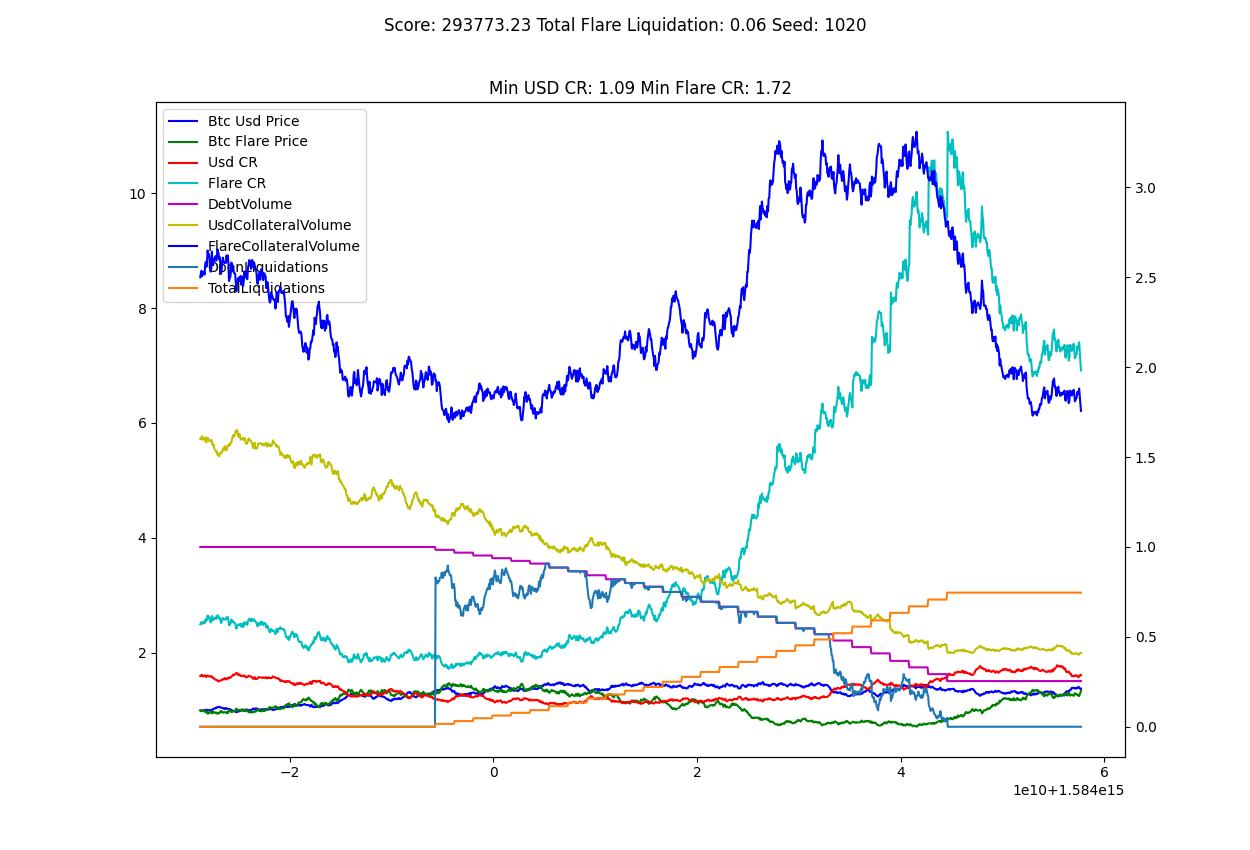 Score: 293773.23 Total Flare Liquidation: 0.06 Seed: 1020
Min USD CR: 1.09 Min Flare CR: 1.72
Btc Usd Price
Btc Flare Price
Usd CR
Flare CR
DebtVolume
UsdCollateralVolume
FlareCollateralVolume
OpenLiquidations
TotalLiquidations
10
8
6
4
2
3.0
2.5
2.0
1.5
1.0
0.5
0.0
−2
0
2
4
6
1e10+1.584e15